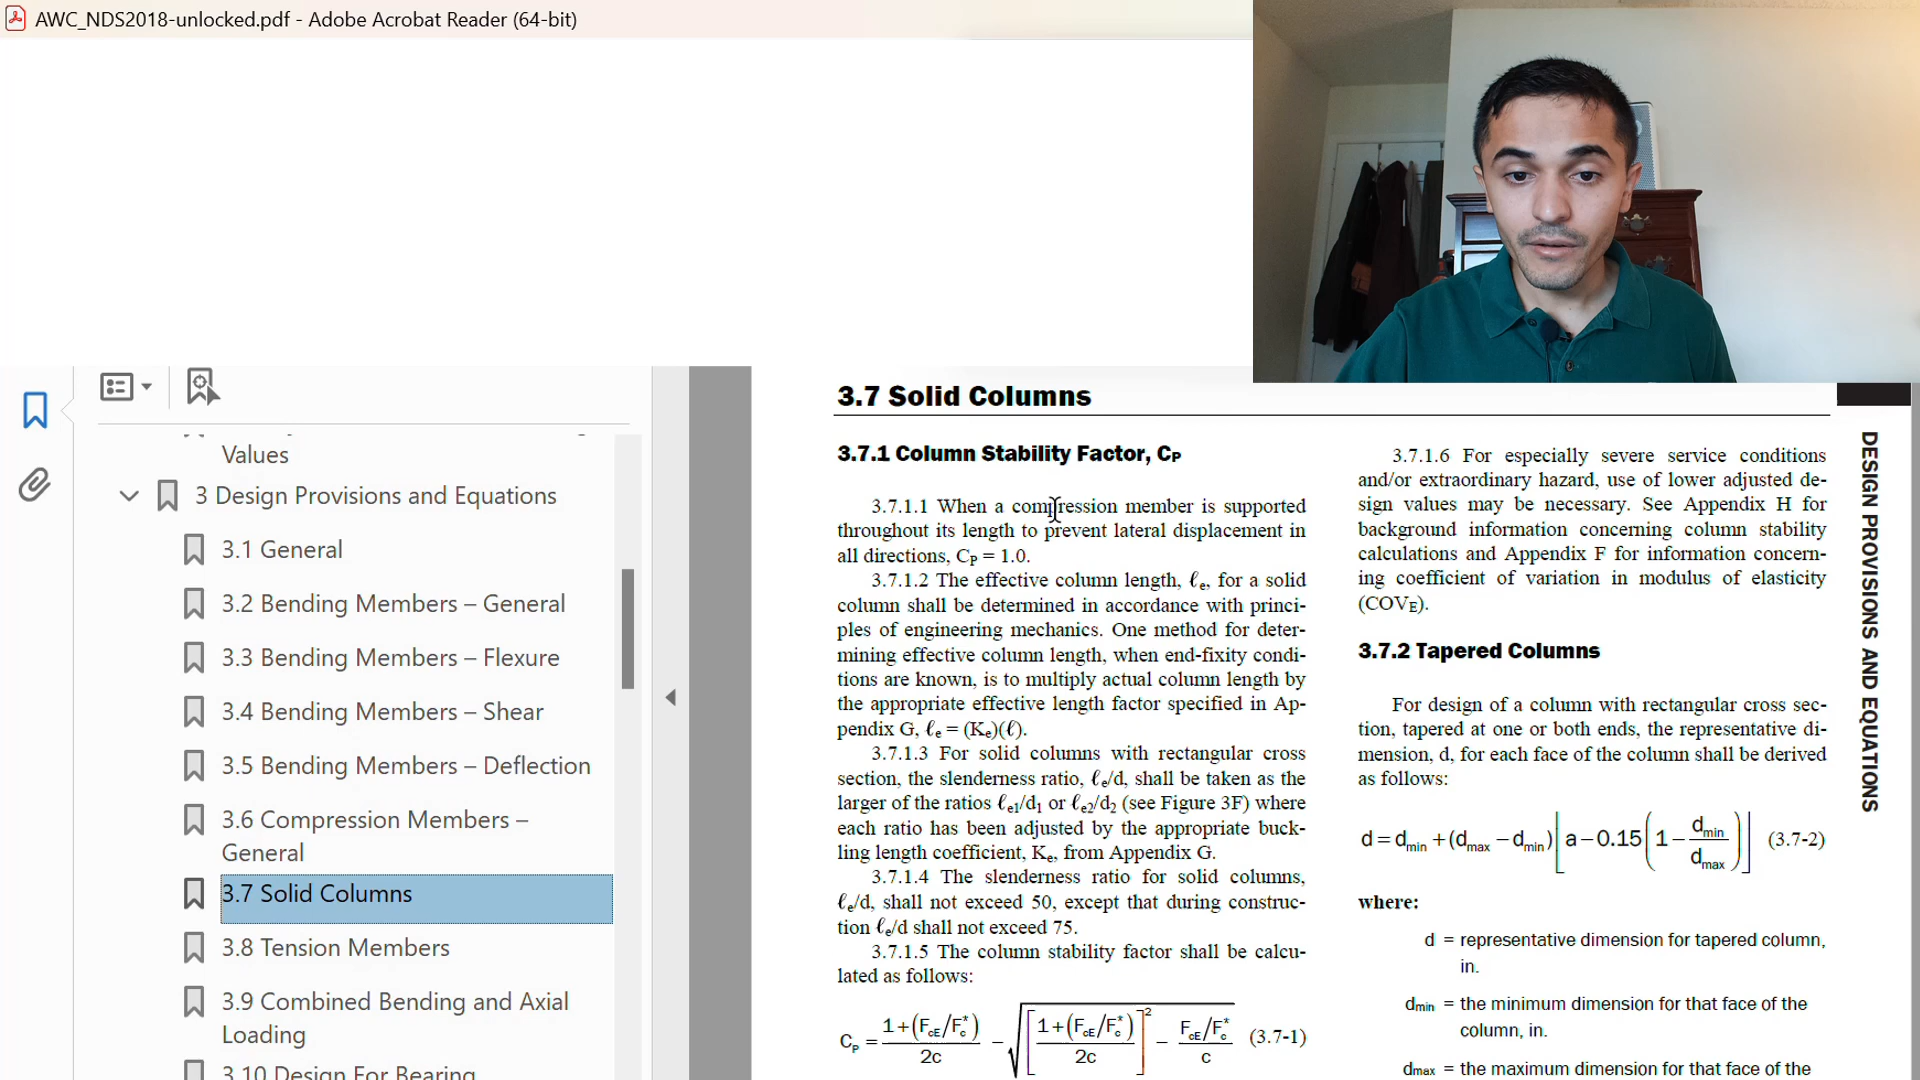 AWC_NDS2018-unlocked.pdf - Adobe Acrobat Reader (64-bit)
Values
3 Design Provisions and Equations
3.1 General
3.2 Bending Members – General
3.3 Bending Members – Flexure
3.4 Bending Members – Shear
3.5 Bending Members – Deflection
3.6 Compression Members –
General
3.7 Solid Columns
3.8 Tension Members
3.9 Combined Bending and Axial
Loading
3.10 Design For Bearing
3.7 Solid Columns
3.7.1 Column Stability Factor, Cₚ
3.7.1.1 When a compression member is supported
throughout its length to prevent lateral displacement in
all directions, Cₚ = 1.0.
3.7.1.2 The effective column length, ℓₑ, for a solid
column shall be determined in accordance with princi-
ples of engineering mechanics. One method for deter-
mining effective column length, when end-fixity condi-
tions are known, is to multiply actual column length by
the appropriate effective length factor specified in Ap-
pendix G, ℓₑ = (Kₑ)(ℓ).
3.7.1.3 For solid columns with rectangular cross
section, the slenderness ratio, ℓₑ/d, shall be taken as the
larger of the ratios ℓₑ₁/d₁ or ℓₑ₂/d₂ (see Figure 3F) where
each ratio has been adjusted by the appropriate buck-
ling length coefficient, Kₑ, from Appendix G.
3.7.1.4 The slenderness ratio for solid columns,
ℓₑ/d, shall not exceed 50, except that during construc-
tion ℓₑ/d shall not exceed 75.
3.7.1.5 The column stability factor shall be calcu-
lated as follows:
C_P = (1+(F_cE/F_c*))/2c − √([(1+(F_cE/F_c*))/2c]² − (F_cE/F_c*)/c) (3.7-1)
3.7.1.6 For especially severe service conditions
and/or extraordinary hazard, use of lower adjusted de-
sign values may be necessary. See Appendix H for
background information concerning column stability
calculations and Appendix F for information concern-
ing coefficient of variation in modulus of elasticity
(COV_E).
3.7.2 Tapered Columns
For design of a column with rectangular cross sec-
tion, tapered at one or both ends, the representative di-
mension, d, for each face of the column shall be derived
as follows:
d = d_min + (d_max − d_min)[a − 0.15(1 − d_min/d_max)] (3.7-2)
where:
d = representative dimension for tapered column,
in.
d_min = the minimum dimension for that face of the
column, in.
d_max = the maximum dimension for that face of the
DESIGN PROVISIONS AND EQUATIONS